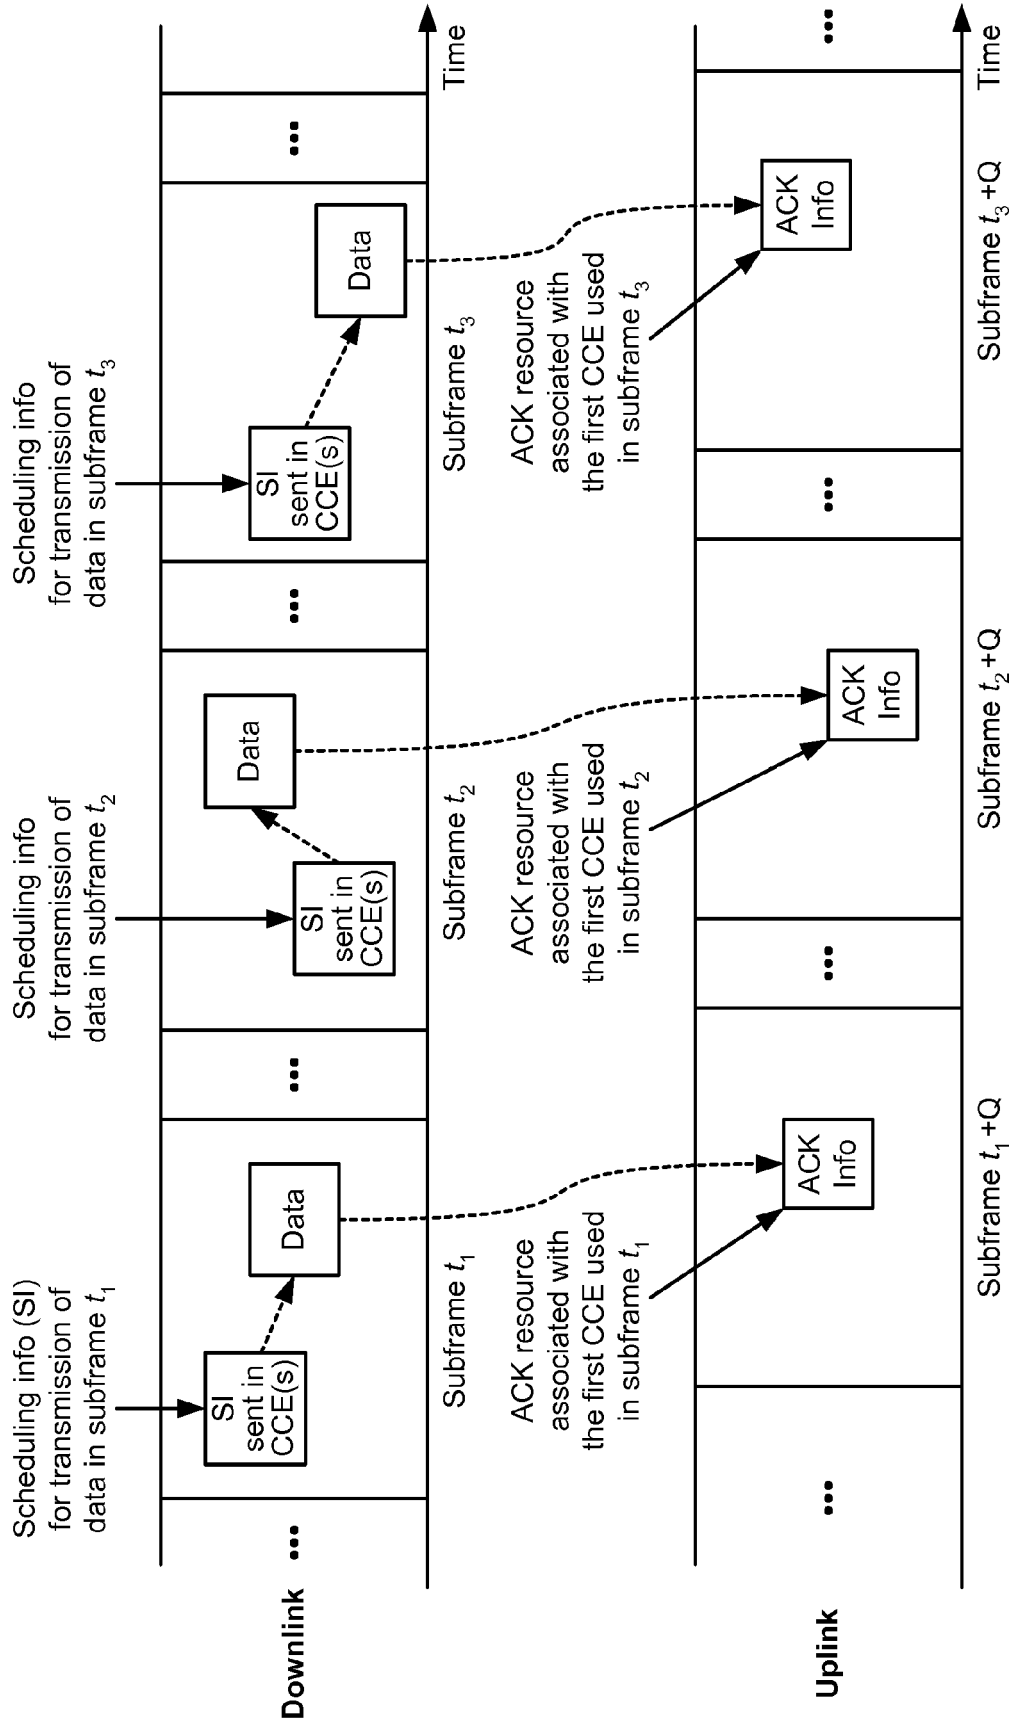 Scheduling info (SI)
for transmission of
data in subframe t1
Scheduling info
for transmission of
data in subframe t2
Scheduling info
for transmission of
data in subframe t3
Downlink
...
SI
sent in
CCE(s)
Data
...
SI
sent in
CCE(s)
Data
...
SI
sent in
CCE(s)
Data
...
Subframe t1
Subframe t2
Subframe t3
Time
ACK resource
associated with
the first CCE used
in subframe t1
ACK resource
associated with
the first CCE used
in subframe t2
ACK resource
associated with
the first CCE used
in subframe t3
Uplink
...
ACK
Info
...
ACK
Info
...
ACK
Info
...
Subframe t1+Q
Subframe t2+Q
Subframe t3+Q
Time